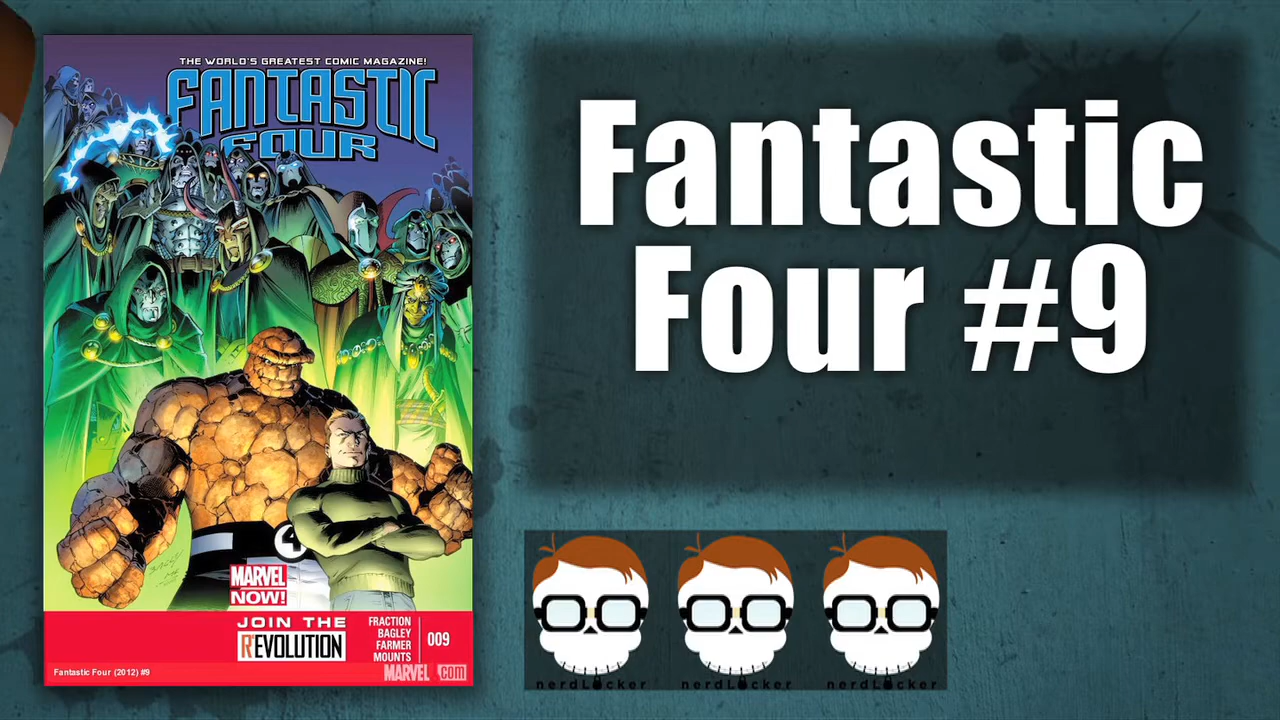 THE WORLD'S GREATEST COMIC MAGAZINE!
FANTASTIC
FOUR
4
MARVEL
NOW!
JOIN THE
REVOLUTION
FRACTION
BAGLEY
FARMER
MOUNTS
009
Fantastic Four (2012) #9
MARVEL.com
Fantastic
Four #9
nerdLocker nerdLocker nerdLocker